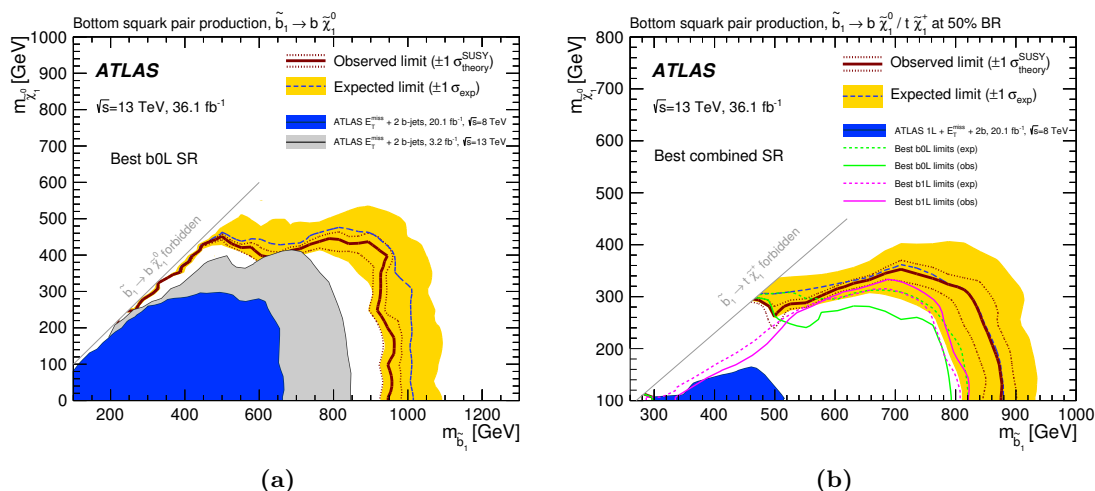 Bottom squark pair production, b̃₁→ b χ̃₁⁰
m_χ̃₁⁰ [GeV]
1000
900
800
700
600
500
400
300
200
100
0
ATLAS
√s=13 TeV, 36.1 fb⁻¹
Best b0L SR
Observed limit (±1 σ_theory^SUSY)
Expected limit (±1 σ_exp)
ATLAS E_T^miss + 2 b-jets, 20.1 fb⁻¹, √s=8 TeV
ATLAS E_T^miss + 2 b-jets, 3.2 fb⁻¹, √s=13 TeV
b̃₁→ b χ̃₁⁰ forbidden
200 400 600 800 1000 1200
m_b̃₁ [GeV]
(a)
Bottom squark pair production, b̃₁→ b χ̃₁⁰ / t χ̃₁⁺ at 50% BR
m_χ̃₁⁰ [GeV]
800
700
600
500
400
300
200
100
ATLAS
√s=13 TeV, 36.1 fb⁻¹
Best combined SR
Observed limit (±1 σ_theory^SUSY)
Expected limit (±1 σ_exp)
ATLAS 1L + E_T^miss + 2b, 20.1 fb⁻¹, √s=8 TeV
Best b0L limits (exp)
Best b0L limits (obs)
Best b1L limits (exp)
Best b1L limits (obs)
b̃₁→ t χ̃₁⁺ forbidden
300 400 500 600 700 800 900 1000
m_b̃₁ [GeV]
(b)